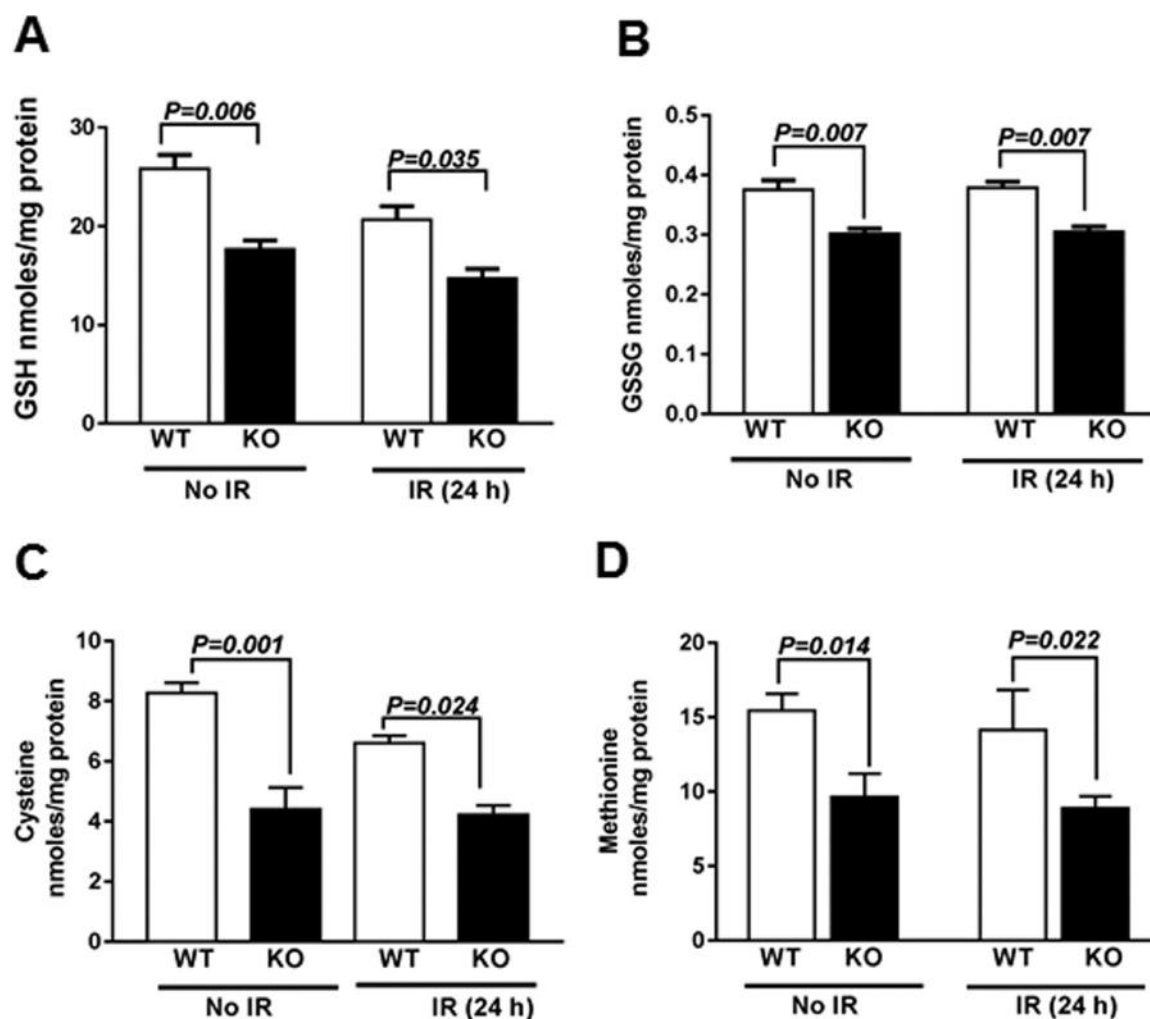 A
GSH nmoles/mg protein
30
20
10
0
P=0.006
P=0.035
WT KO WT KO
No IR IR (24 h)
B
GSSG nmoles/mg protein
0.5
0.4
0.3
0.2
0.1
0.0
P=0.007
P=0.007
WT KO WT KO
No IR IR (24 h)
C
Cysteine
nmoles/mg protein
10
8
6
4
2
0
P=0.001
P=0.024
WT KO WT KO
No IR IR (24 h)
D
Methionine
nmoles/mg protein
20
15
10
5
0
P=0.014
P=0.022
WT KO WT KO
No IR IR (24 h)